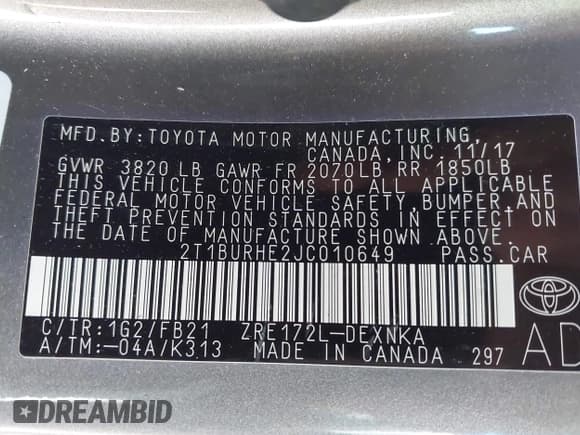 MFD. BY: TOYOTA MOTOR MANUFACTURING
CANADA, INC. 11/17
GVWR 3820 LB GAWR FR 2070LB RR 1850LB
THIS VEHICLE CONFORMS TO ALL APPLICABLE
FEDERAL MOTOR VEHICLE SAFETY, BUMPER, AND
THEFT PREVENTION STANDARDS IN EFFECT ON
THE DATE OF MANUFACTURE SHOWN ABOVE.
2T1BURHE2JC010649 PASS. CAR
C/TR: 1G2/FB21 ZRE172L-DEXNKA
A/TM: -04A/K313 MADE IN CANADA 297
AD
DREAMBID